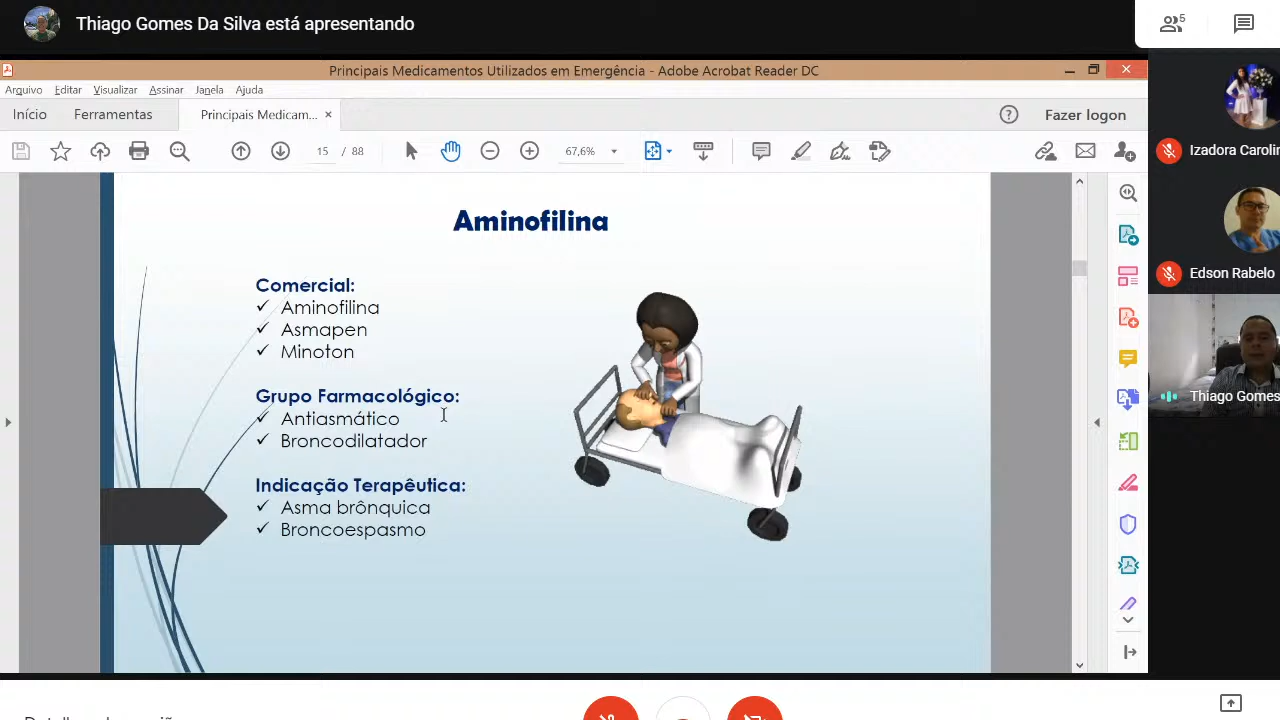 Thiago Gomes Da Silva está apresentando
5
Principais Medicamentos Utilizados em Emergência - Adobe Acrobat Reader DC
Arquivo Editar Visualizar Assinar Janela Ajuda
Início Ferramentas Principais Medicam... × Fazer logon
15 / 88 67,6%
Aminofilina
Comercial:
✓ Aminofilina
✓ Asmapen
✓ Minoton
Grupo Farmacológico:
✓ Antiasmático
✓ Broncodilatador
Indicação Terapêutica:
✓ Asma brônquica
✓ Broncoespasmo
Izadora Carolin
Edson Rabelo
Thiago Gomes